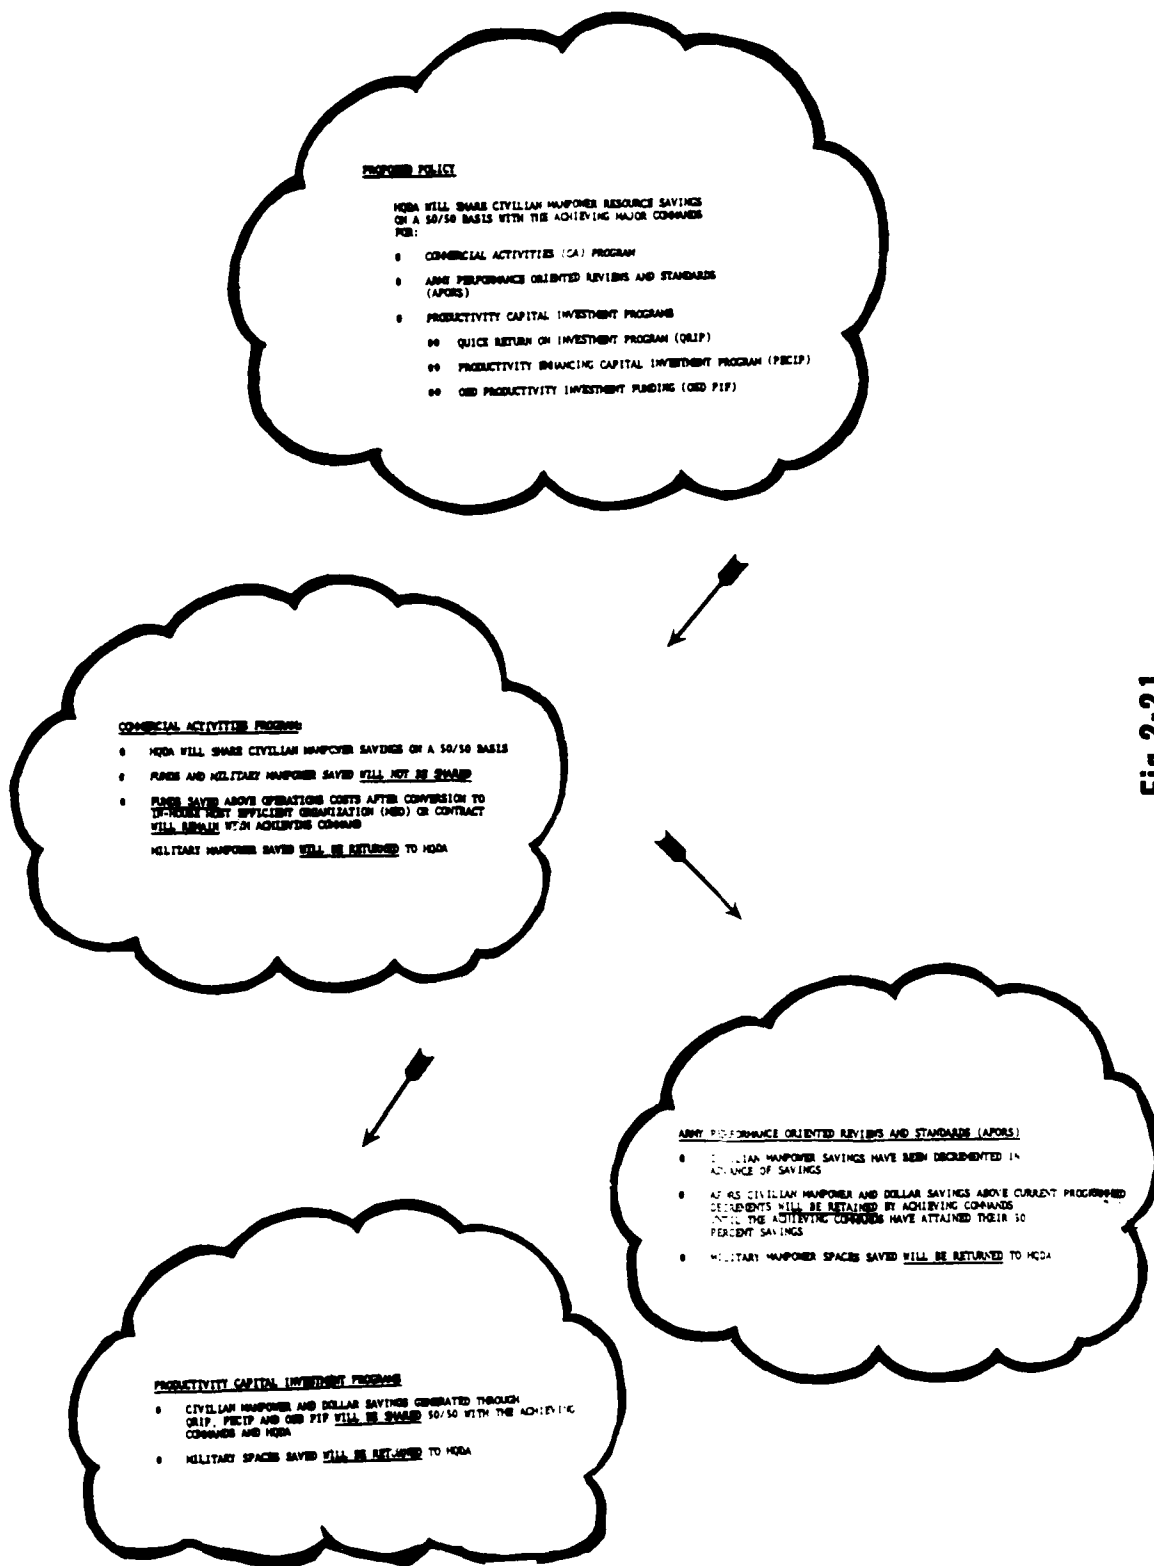 PROPOSED POLICY
HQDA WILL SHARE CIVILIAN MANPOWER RESOURCE SAVINGS
ON A 50/50 BASIS WITH THE ACHIEVING MAJOR COMMANDS
FOR:
COMMERCIAL ACTIVITIES (CA) PROGRAM
ARMY PERFORMANCE ORIENTED REVIEWS AND STANDARDS
(APORS)
PRODUCTIVITY CAPITAL INVESTMENT PROGRAMS
QUICK RETURN ON INVESTMENT PROGRAM (QRIP)
PRODUCTIVITY ENHANCING CAPITAL INVESTMENT PROGRAM (PECIP)
OSD PRODUCTIVITY INVESTMENT FUNDING (OSD PIF)
COMMERCIAL ACTIVITIES PROGRAM:
HQDA WILL SHARE CIVILIAN MANPOWER SAVINGS ON A 50/50 BASIS
FUNDS AND MILITARY MANPOWER SAVED WILL NOT BE SHARED
FUNDS SAVED ABOVE OPERATIONS COSTS AFTER CONVERSION TO
IN-HOUSE MOST EFFICIENT ORGANIZATION (MEO) OR CONTRACT
WILL REMAIN WITH ACHIEVING COMMAND
MILITARY MANPOWER SAVED WILL BE RETURNED TO HQDA
Fig 2-21
ARMY PERFORMANCE ORIENTED REVIEWS AND STANDARDS (APORS)
CIVILIAN MANPOWER SAVINGS HAVE BEEN DECREMENTED IN
ADVANCE OF SAVINGS
APORS CIVILIAN MANPOWER AND DOLLAR SAVINGS ABOVE CURRENT PROGRAMMED
DECREMENTS WILL BE RETAINED BY ACHIEVING COMMANDS
UNTIL THE ACHIEVING COMMANDS HAVE ATTAINED THEIR 50
PERCENT SAVINGS
MILITARY MANPOWER SPACES SAVED WILL BE RETURNED TO HQDA
PRODUCTIVITY CAPITAL INVESTMENT PROGRAMS
CIVILIAN MANPOWER AND DOLLAR SAVINGS GENERATED THROUGH
QRIP, PECIP AND OSD PIF WILL BE SHARED 50/50 WITH THE ACHIEVING
COMMANDS AND HQDA
MILITARY SPACES SAVED WILL BE RETURNED TO HQDA